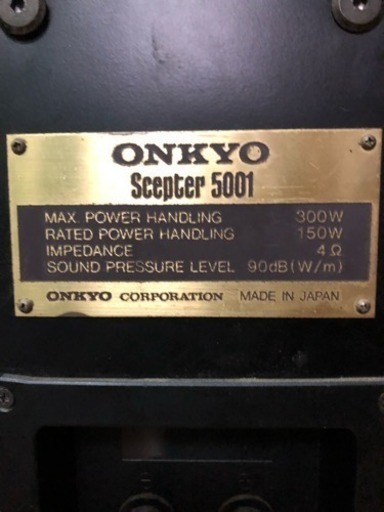 ONKYO
Scepter 5001
MAX. POWER HANDLING 300W
RATED POWER HANDLING 150W
IMPEDANCE 4Ω
SOUND PRESSURE LEVEL 90dB(W/m)
ONKYO CORPORATION MADE IN JAPAN